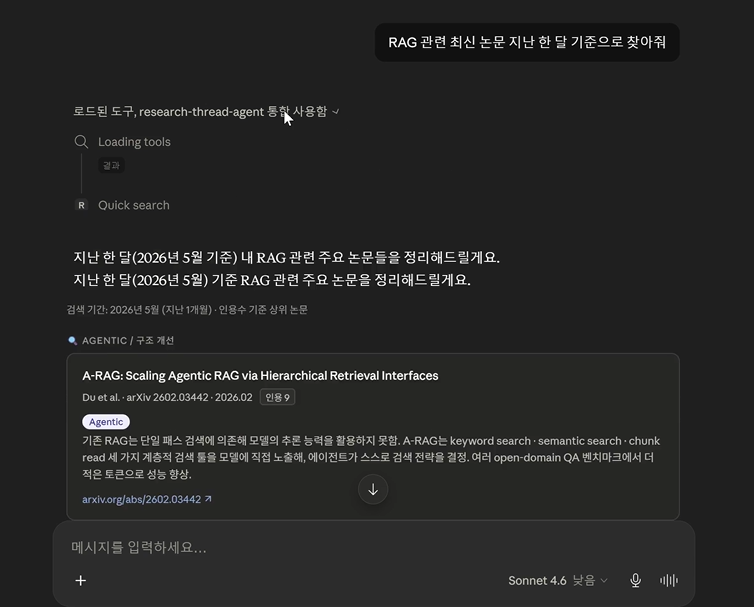 RAG 관련 최신 논문 지난 한 달 기준으로 찾아줘
로드된 도구, research-thread-agent 통합 사용함
Loading tools
결과
R Quick search
지난 한 달(2026년 5월 기준) 내 RAG 관련 주요 논문들을 정리해드릴게요.
지난 한 달(2026년 5월) 기준 RAG 관련 주요 논문을 정리해드릴게요.
검색 기간: 2026년 5월 (지난 1개월) · 인용수 기준 상위 논문
AGENTIC / 구조 개선
A-RAG: Scaling Agentic RAG via Hierarchical Retrieval Interfaces
Du et al. · arXiv 2602.03442 · 2026.02 인용 9
Agentic
기존 RAG는 단일 패스 검색에 의존해 모델의 추론 능력을 활용하지 못함. A-RAG는 keyword search · semantic search · chunk
read 세 가지 계층적 검색 툴을 모델에 직접 노출해, 에이전트가 스스로 검색 전략을 결정. 여러 open-domain QA 벤치마크에서 더
적은 토큰으로 성능 향상.
arxiv.org/abs/2602.03442 ↗
메시지를 입력하세요...
Sonnet 4.6 낮음